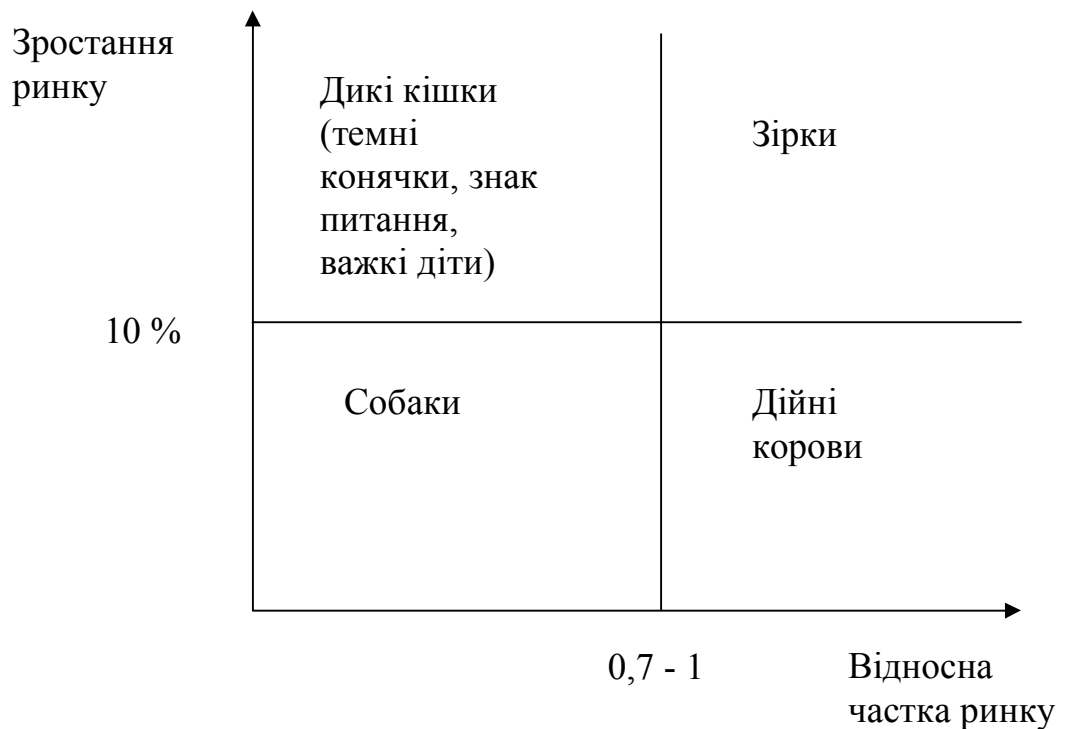 Зростання
ринку
Дикі кішки
(темні
конячки, знак
питання,
важкі діти)
Зірки
10 %
Собаки
Дійні
корови
0,7 - 1
Відносна
частка ринку